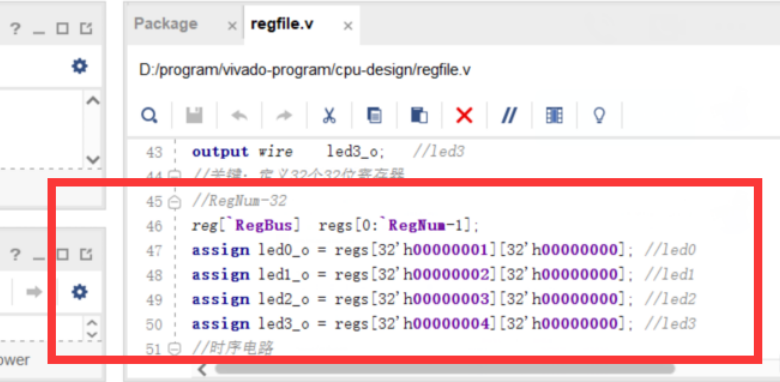 Package × regfile.v ×
D:/program/vivado-program/cpu-design/regfile.v
43 output wire led3_o; //led3
44 //关键：定义32个32位寄存器
45 //RegNum-32
46 reg[`RegBus] regs[0:`RegNum-1];
47 assign led0_o = regs[32'h00000001][32'h00000000]; //led0
48 assign led1_o = regs[32'h00000002][32'h00000000]; //led1
49 assign led2_o = regs[32'h00000003][32'h00000000]; //led2
50 assign led3_o = regs[32'h00000004][32'h00000000]; //led3
51 //时序电路
ower